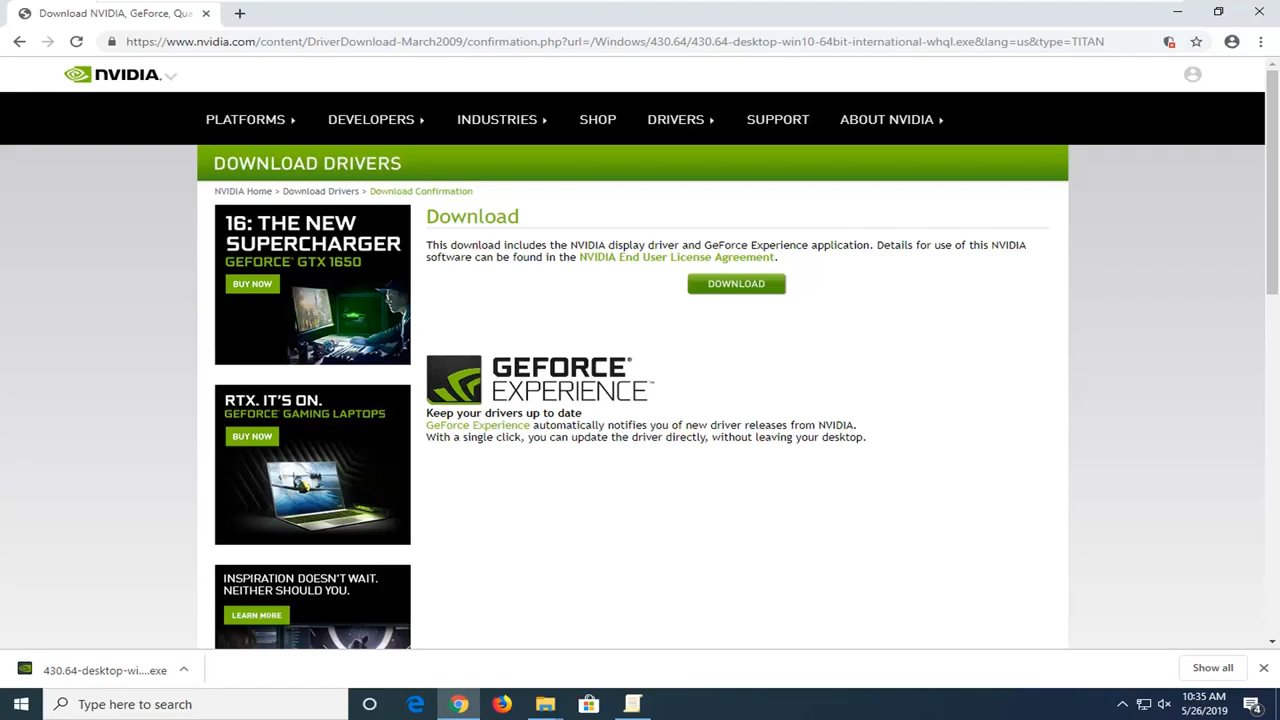 Download NVIDIA, GeForce, Qua
https://www.nvidia.com/content/DriverDownload-March2009/confirmation.php?url=/Windows/430.64/430.64-desktop-win10-64bit-international-whql.exe&lang=us&type=TITAN
NVIDIA.
PLATFORMS DEVELOPERS INDUSTRIES SHOP DRIVERS SUPPORT ABOUT NVIDIA
DOWNLOAD DRIVERS
NVIDIA Home > Download Drivers > Download Confirmation
16: THE NEW
SUPERCHARGER
GEFORCE® GTX 1650
BUY NOW
Download
This download includes the NVIDIA display driver and GeForce Experience application. Details for use of this NVIDIA
software can be found in the NVIDIA End User License Agreement.
DOWNLOAD
GEFORCE®
EXPERIENCE™
Keep your drivers up to date
GeForce Experience automatically notifies you of new driver releases from NVIDIA.
With a single click, you can update the driver directly, without leaving your desktop.
RTX. IT'S ON.
GEFORCE GAMING LAPTOPS
BUY NOW
INSPIRATION DOESN'T WAIT.
NEITHER SHOULD YOU.
LEARN MORE
430.64-desktop-wi....exe
Show all
Type here to search
10:35 AM
5/26/2019
4